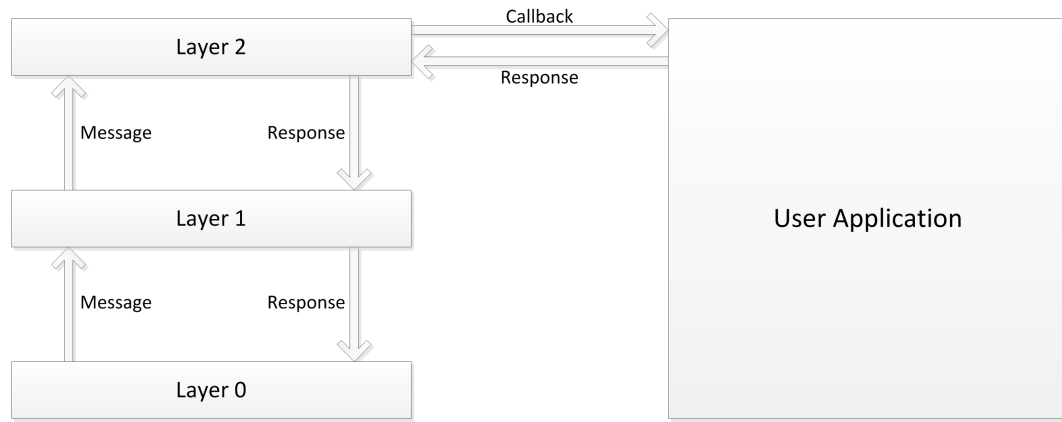 Callback
Layer 2
Response
Message
Response
Layer 1
User Application
Message
Response
Layer 0